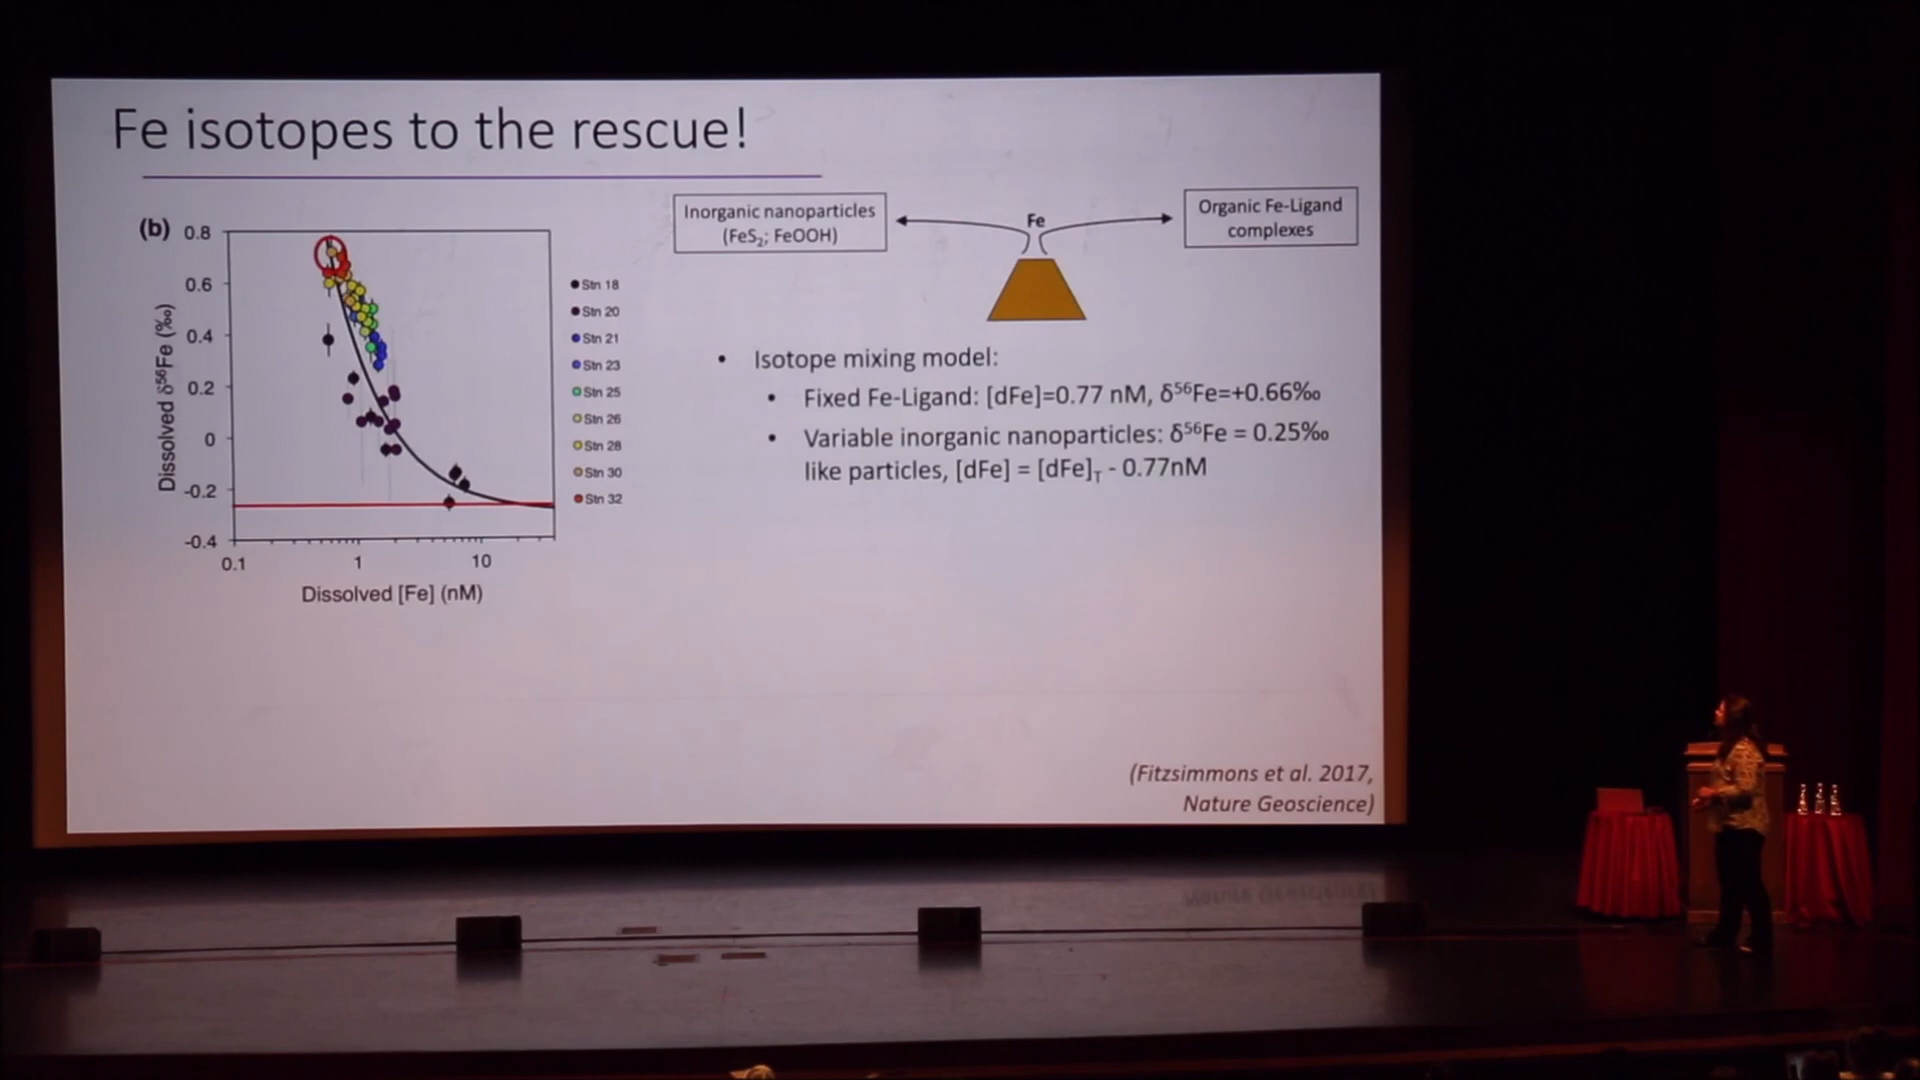 Fe isotopes to the rescue!
(b)
0.8
0.6
0.4
0.2
0
-0.2
-0.4
Dissolved δ⁵⁶Fe (‰)
0.1
1
10
Dissolved [Fe] (nM)
Stn 18
Stn 20
Stn 21
Stn 23
Stn 25
Stn 26
Stn 28
Stn 30
Stn 32
Inorganic nanoparticles
(FeS₂; FeOOH)
Fe
Organic Fe-Ligand
complexes
• Isotope mixing model:
• Fixed Fe-Ligand: [dFe]=0.77 nM, δ⁵⁶Fe=+0.66‰
• Variable inorganic nanoparticles: δ⁵⁶Fe = 0.25‰
like particles, [dFe] = [dFe]T - 0.77nM
(Fitzsimmons et al. 2017,
Nature Geoscience)